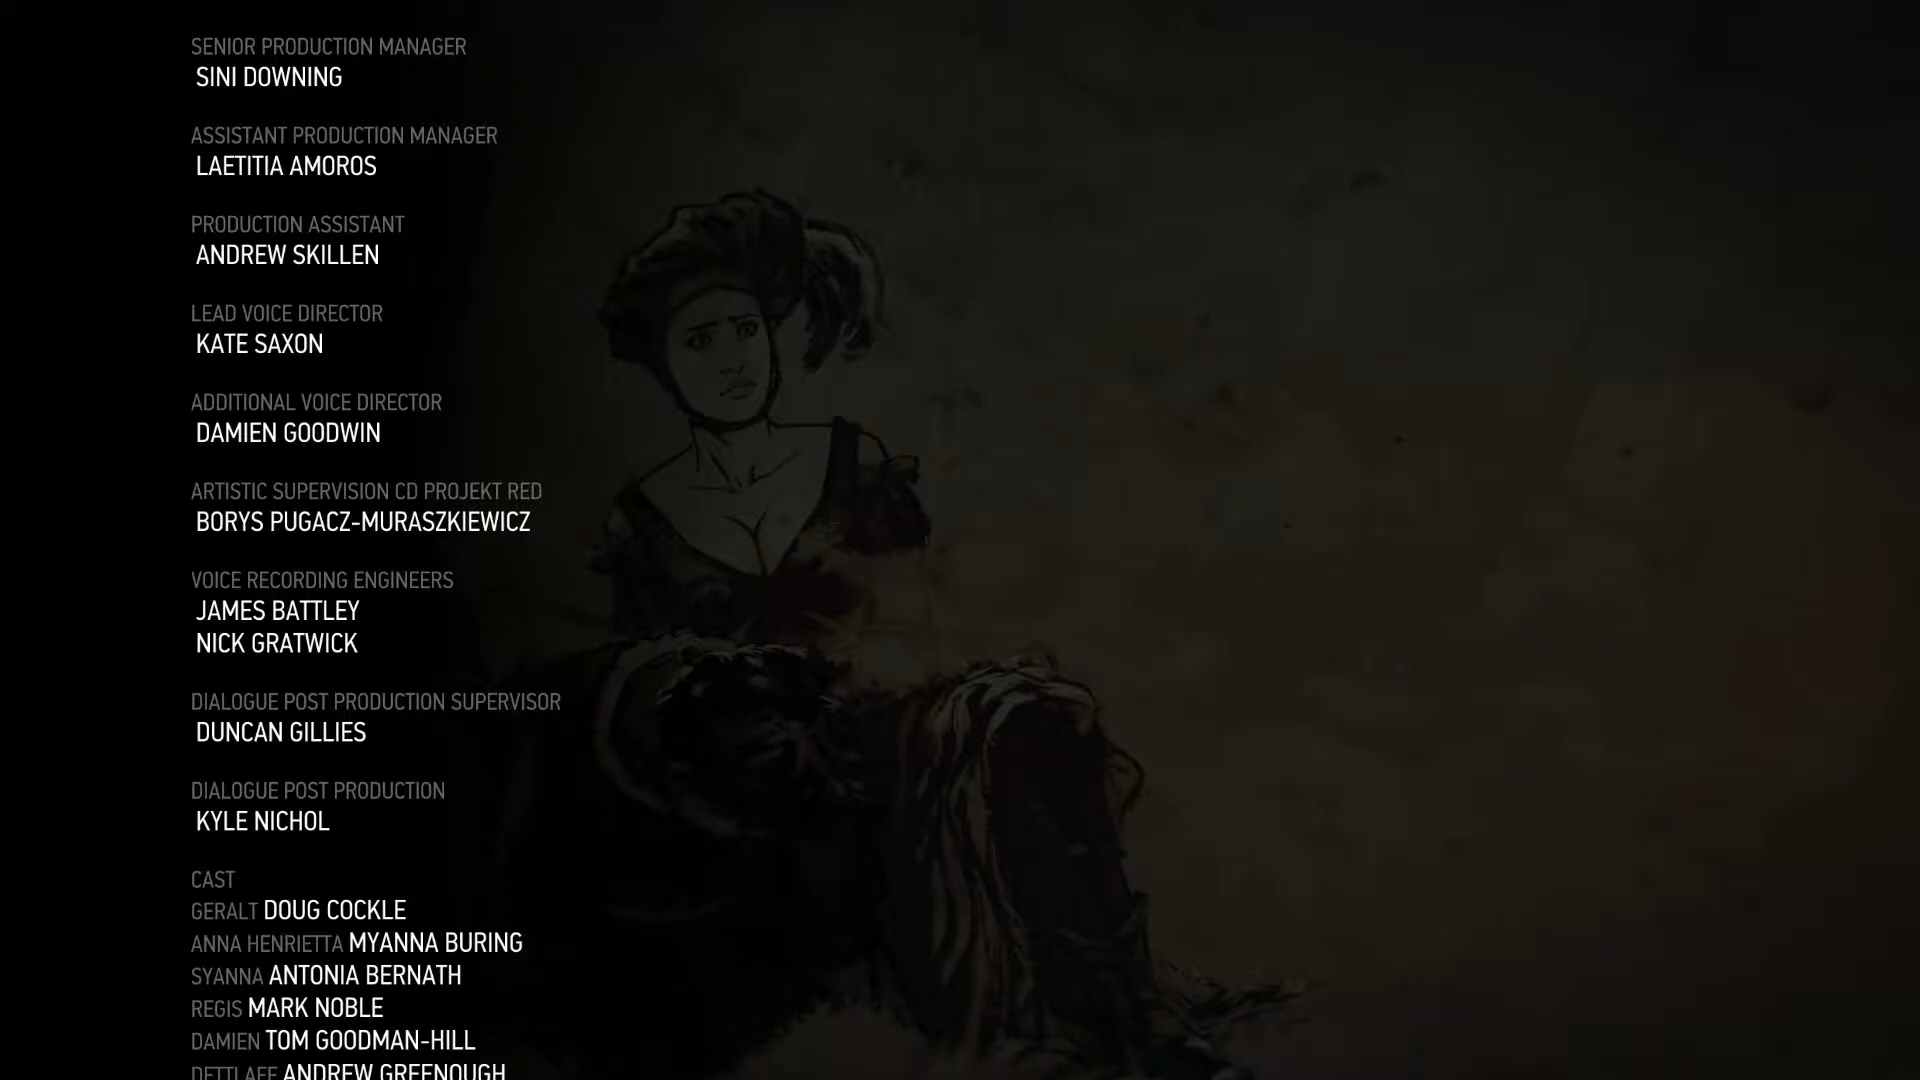 SENIOR PRODUCTION MANAGER
SINI DOWNING
ASSISTANT PRODUCTION MANAGER
LAETITIA AMOROS
PRODUCTION ASSISTANT
ANDREW SKILLEN
LEAD VOICE DIRECTOR
KATE SAXON
ADDITIONAL VOICE DIRECTOR
DAMIEN GOODWIN
ARTISTIC SUPERVISION CD PROJEKT RED
BORYS PUGACZ-MURASZKIEWICZ
VOICE RECORDING ENGINEERS
JAMES BATTLEY
NICK GRATWICK
DIALOGUE POST PRODUCTION SUPERVISOR
DUNCAN GILLIES
DIALOGUE POST PRODUCTION
KYLE NICHOL
CAST
GERALT DOUG COCKLE
ANNA HENRIETTA MYANNA BURING
SYANNA ANTONIA BERNATH
REGIS MARK NOBLE
DAMIEN TOM GOODMAN-HILL
DETTLAFF ANDREW GREENOUGH